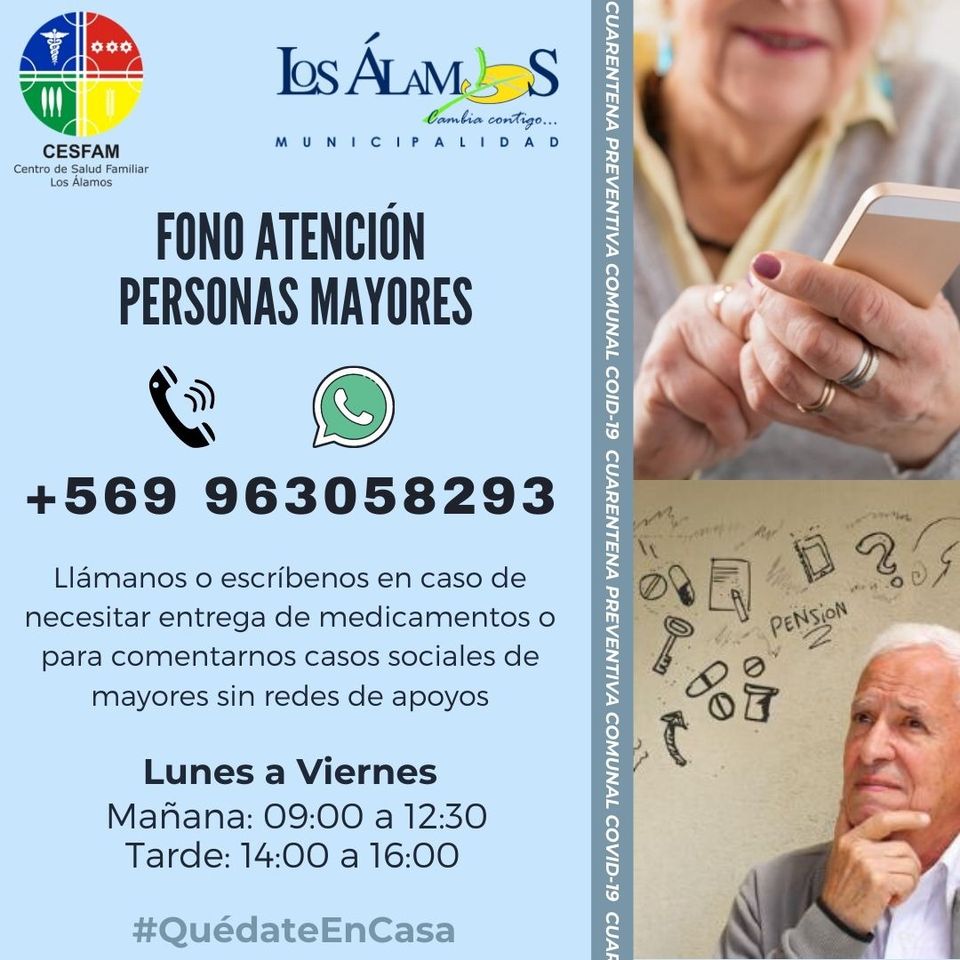 CESFAM
Centro de Salud Familiar
Los Álamos
LOS ÁLAMOS
Cambia contigo...
MUNICIPALIDAD
FONO ATENCIÓN
PERSONAS MAYORES
+569 963058293
Llámanos o escríbenos en caso de
necesitar entrega de medicamentos o
para comentarnos casos sociales de
mayores sin redes de apoyos
Lunes a Viernes
Mañana: 09:00 a 12:30
Tarde: 14:00 a 16:00
#QuédateEnCasa
CUARENTENA PREVENTIVA COMUNAL COID-19 CUARENTENA PREVENTIVA COMUNAL COVID-19 CUAR
?
PENSION